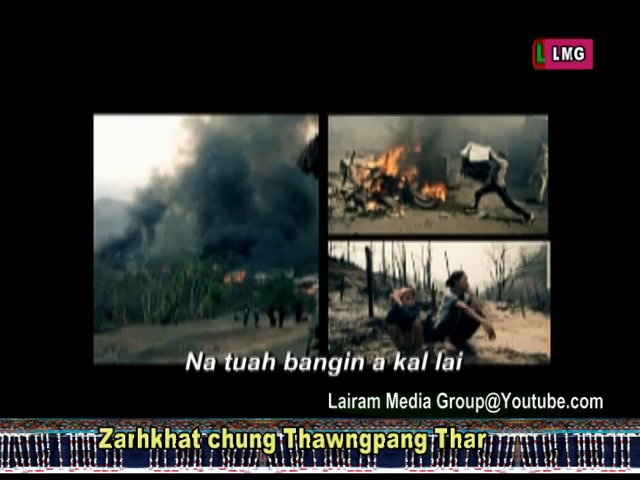 L LMG
Na tuah bangin a kal lai
Lairam Media Group@Youtube.com
Zarhkhat chung Thawngpang Thar